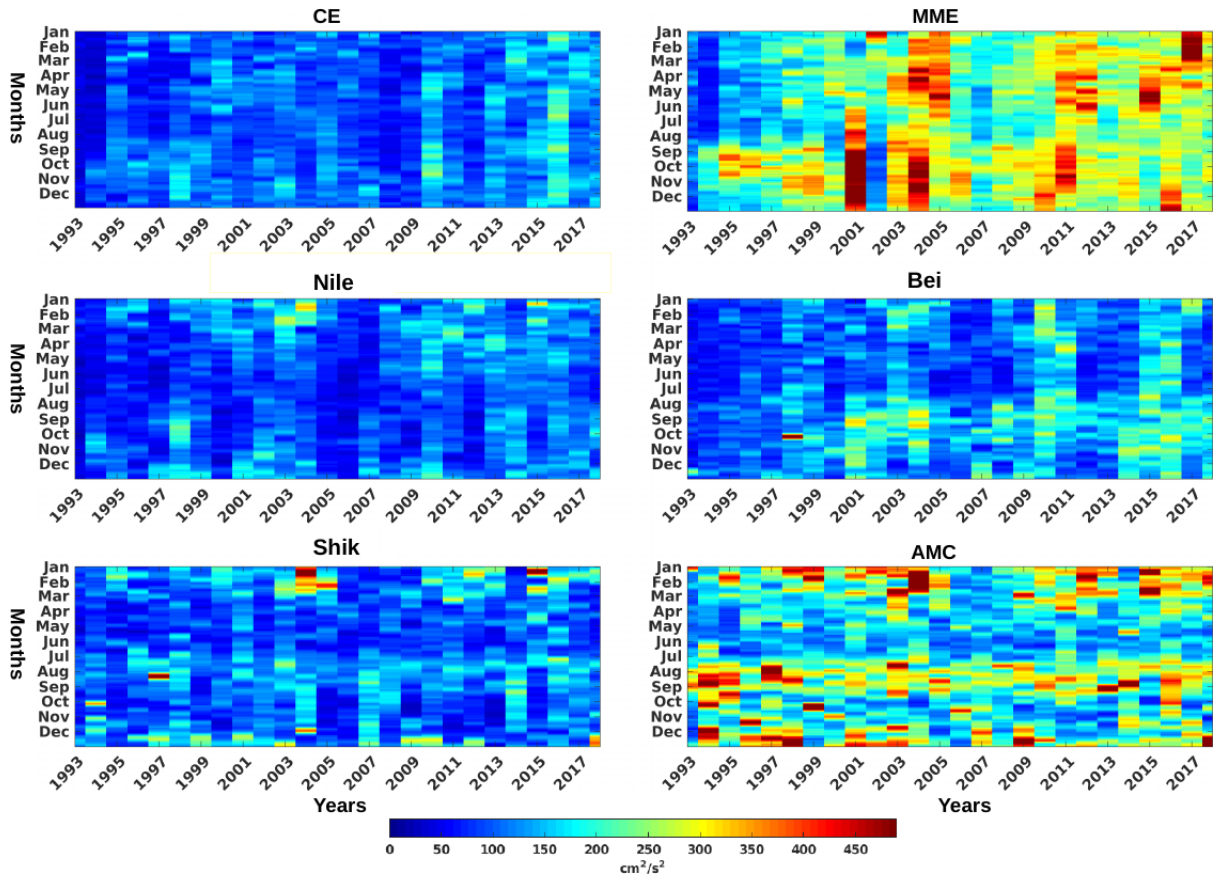 CE
Months
Jan
Feb
Mar
Apr
May
Jun
Jul
Aug
Sep
Oct
Nov
Dec
1993 1995 1997 1999 2001 2003 2005 2007 2009 2011 2013 2015 2017
MME
Jan
Feb
Mar
Apr
May
Jun
Jul
Aug
Sep
Oct
Nov
Dec
1993 1995 1997 1999 2001 2003 2005 2007 2009 2011 2013 2015 2017
Nile
Months
Jan
Feb
Mar
Apr
May
Jun
Jul
Aug
Sep
Oct
Nov
Dec
1993 1995 1997 1999 2001 2003 2005 2007 2009 2011 2013 2015 2017
Bei
Jan
Feb
Mar
Apr
May
Jun
Jul
Aug
Sep
Oct
Nov
Dec
1993 1995 1997 1999 2001 2003 2005 2007 2009 2011 2013 2015 2017
Shik
Months
Jan
Feb
Mar
Apr
May
Jun
Jul
Aug
Sep
Oct
Nov
Dec
1993 1995 1997 1999 2001 2003 2005 2007 2009 2011 2013 2015 2017
Years
AMC
Jan
Feb
Mar
Apr
May
Jun
Jul
Aug
Sep
Oct
Nov
Dec
1993 1995 1997 1999 2001 2003 2005 2007 2009 2011 2013 2015 2017
Years
0 50 100 150 200 250 300 350 400 450
cm²/s²